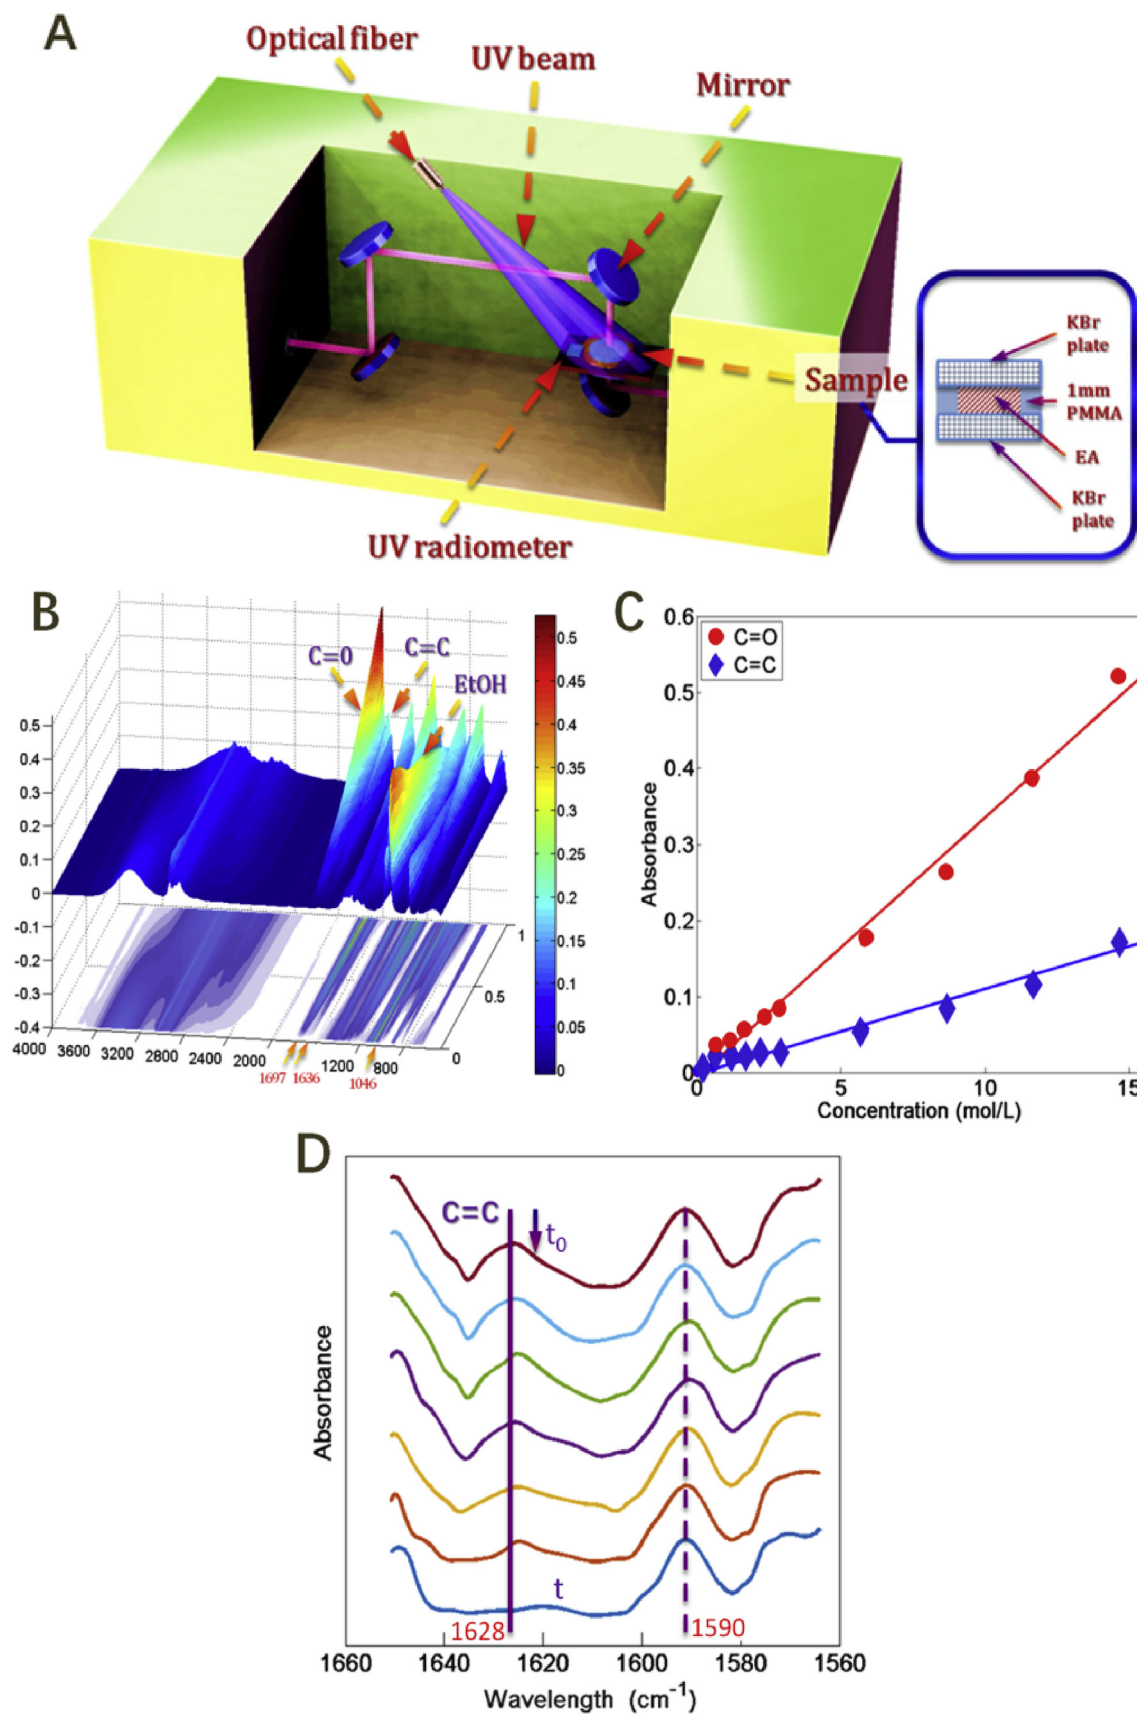 A
Optical fiber
UV beam
Mirror
Sample
UV radiometer
KBr
plate
1mm
PMMA
EA
KBr
plate
B
C=O
C=C
EtOH
0.5
0.4
0.3
0.2
0.1
0
-0.1
-0.2
-0.3
-0.4
4000
3600
3200
2800
2400
2000
1697
1636
1200
1046
800
0
0.5
1
0.5
0.45
0.4
0.35
0.3
0.25
0.2
0.15
0.1
0.05
0
C
C=O
C=C
0.6
0.5
0.4
0.3
0.2
0.1
0
Absorbance
0 5 10 15
Concentration (mol/L)
D
C=C
t0
t
1628
1590
Absorbance
1660 1640 1620 1600 1580 1560
Wavelength (cm⁻¹)